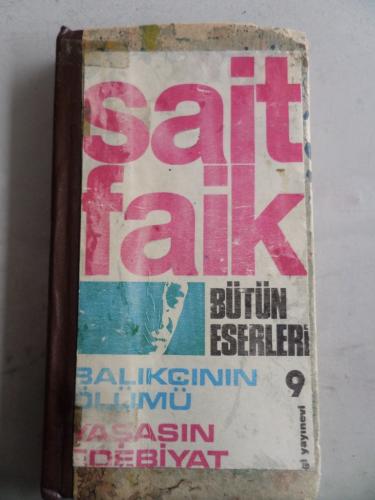 sait
faik
BÜTÜN
ESERLERİ
9
BALIKÇININ
ÖLÜMÜ
YAŞASIN
EDEBİYAT
yayınevi